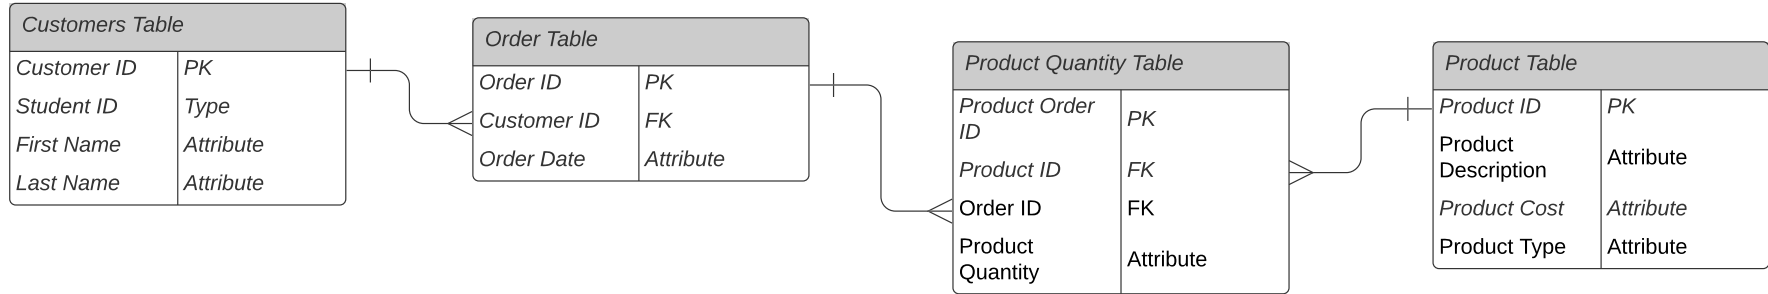 Customers Table
Customer ID PK
Student ID Type
First Name Attribute
Last Name Attribute
Order Table
Order ID PK
Customer ID FK
Order Date Attribute
Product Quantity Table
Product Order
ID PK
Product ID FK
Order ID FK
Product
Quantity Attribute
Product Table
Product ID PK
Product
Description Attribute
Product Cost Attribute
Product Type Attribute